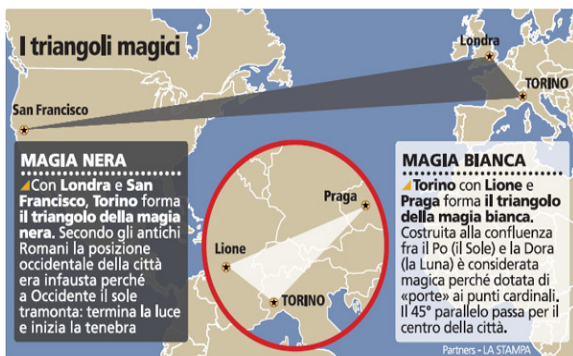 I triangoli magici
Londra
TORINO
San Francisco
MAGIA NERA
Con Londra e San
Francisco, Torino forma
il triangolo della magia
nera. Secondo gli antichi
Romani la posizione
occidentale della città
era infausta perché
a Occidente il sole
tramonta: termina la luce
e inizia la tenebra
Praga
Lione
TORINO
MAGIA BIANCA
Torino con Lione e
Praga forma il triangolo
della magia bianca.
Costruita alla confluenza
fra il Po (il Sole) e la Dora
(la Luna) è considerata
magica perché dotata di
«porte» ai punti cardinali.
Il 45° parallelo passa per il
centro della città.
Partners - LA STAMPA